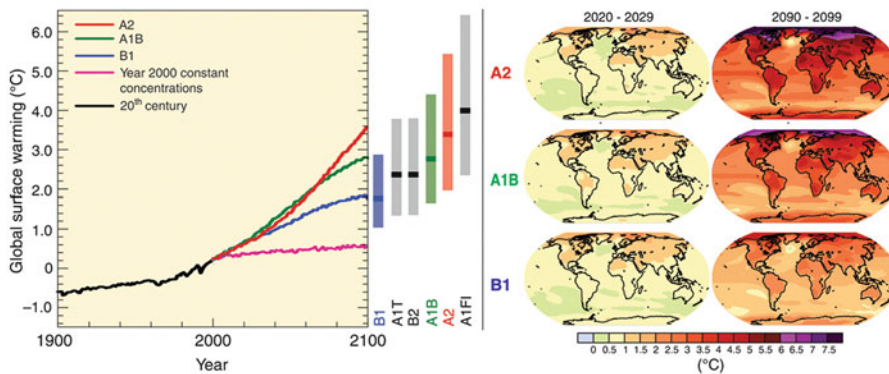 Global surface warming (°C)
6.0
5.0
4.0
3.0
2.0
1.0
0
–1.0
A2
A1B
B1
Year 2000 constant
concentrations
20th century
1900
2000
2100
Year
B1
A1T
B2
A1B
A2
A1FI
2020 - 2029
2090 - 2099
A2
A1B
B1
0 0.5 1 1.5 2 2.5 3 3.5 4 4.5 5 5.5 6 6.5 7 7.5
(°C)